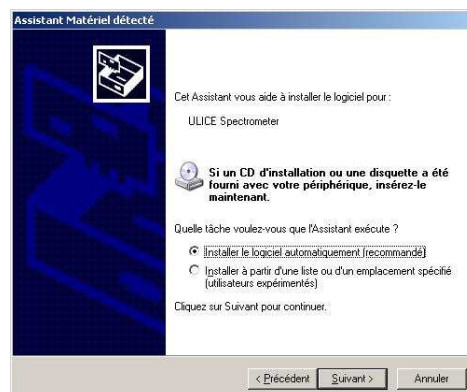 Assistant Matériel détecté
Cet Assistant vous aide à installer le logiciel pour :
ULICE Spectrometer
Si un CD d'installation ou une disquette a été
fourni avec votre périphérique, insérez-le
maintenant.
Quelle tâche voulez-vous que l'Assistant exécute ?
Installer le logiciel automatiquement (recommandé)
Installer à partir d'une liste ou d'un emplacement spécifié
(utilisateurs expérimentés)
Cliquez sur Suivant pour continuer.
< Précédent
Suivant >
Annuler